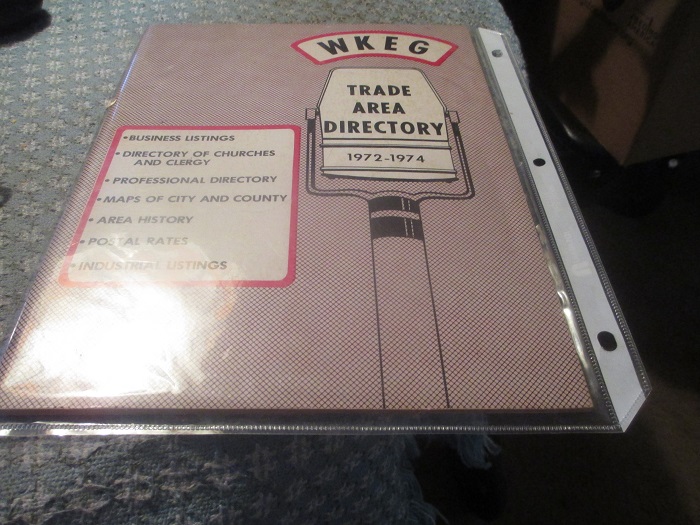 WKEG
TRADE
AREA
DIRECTORY
1972-1974
•BUSINESS LISTINGS
•DIRECTORY OF CHURCHES
AND CLERGY
•PROFESSIONAL DIRECTORY
•MAPS OF CITY AND COUNTY
•AREA HISTORY
•POSTAL RATES
•INDUSTRIAL LISTINGS